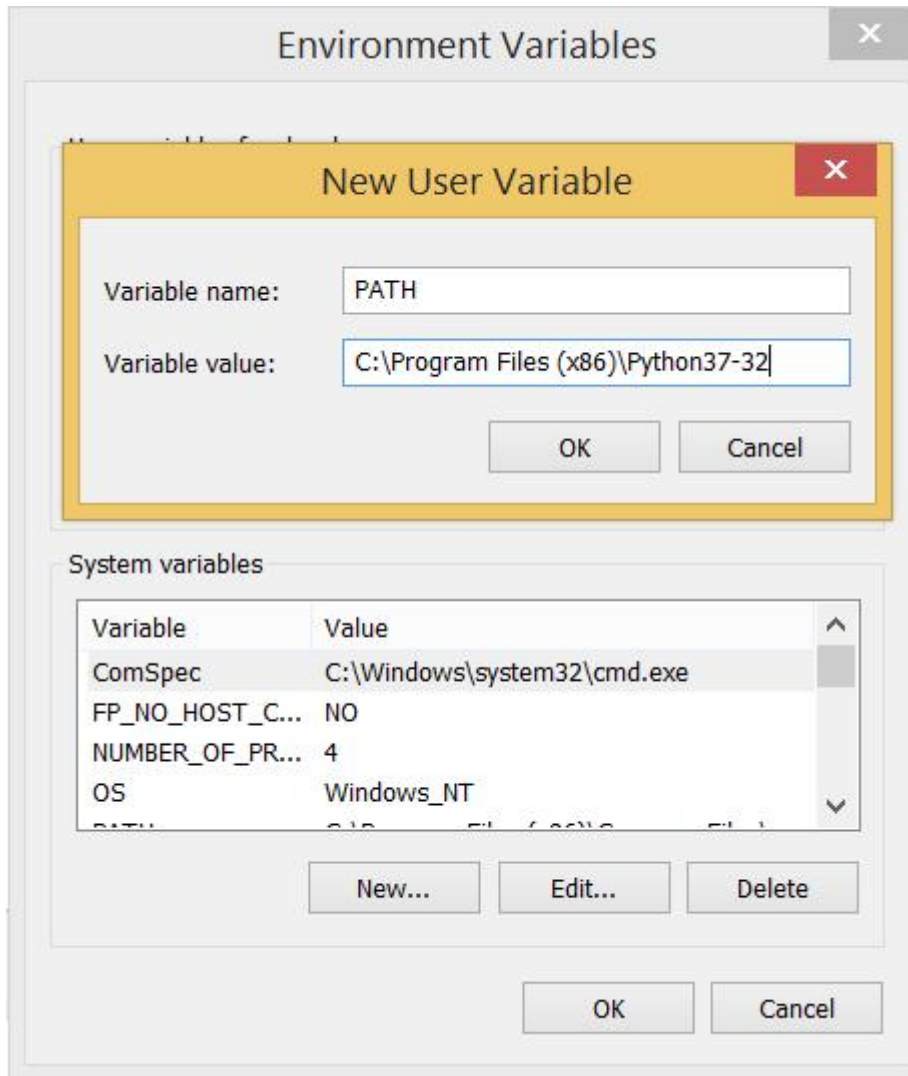 Environment Variables
New User Variable
Variable name: PATH
Variable value: C:\Program Files (x86)\Python37-32
OK Cancel
System variables
Variable Value
ComSpec C:\Windows\system32\cmd.exe
FP_NO_HOST_C... NO
NUMBER_OF_PR... 4
OS Windows_NT
New... Edit... Delete
OK Cancel